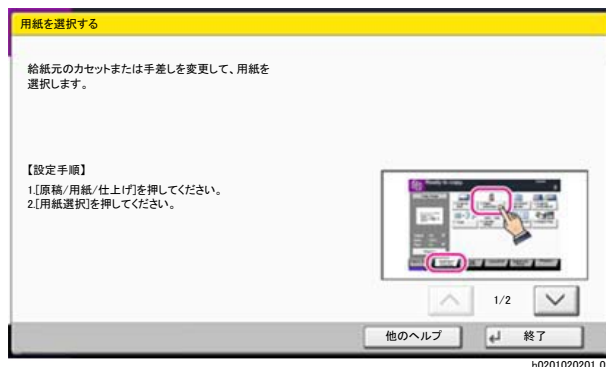 用紙を選択する
給紙元のカセットまたは手差しを変更して、用紙を
選択します。
【設定手順】
1.[原稿/用紙/仕上げ]を押してください。
2.[用紙選択]を押してください。
Ready to copy.
1/2
他のヘルプ
終了
h0201020201_0